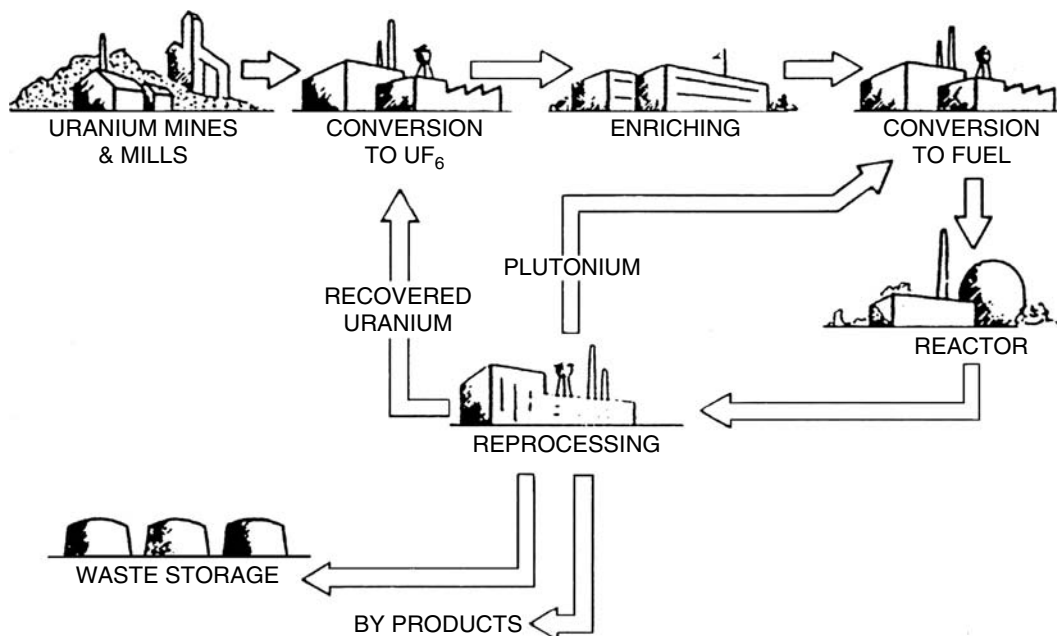 URANIUM MINES
& MILLS
CONVERSION
TO UF₆
ENRICHING
CONVERSION
TO FUEL
PLUTONIUM
RECOVERED
URANIUM
REACTOR
REPROCESSING
WASTE STORAGE
BY PRODUCTS